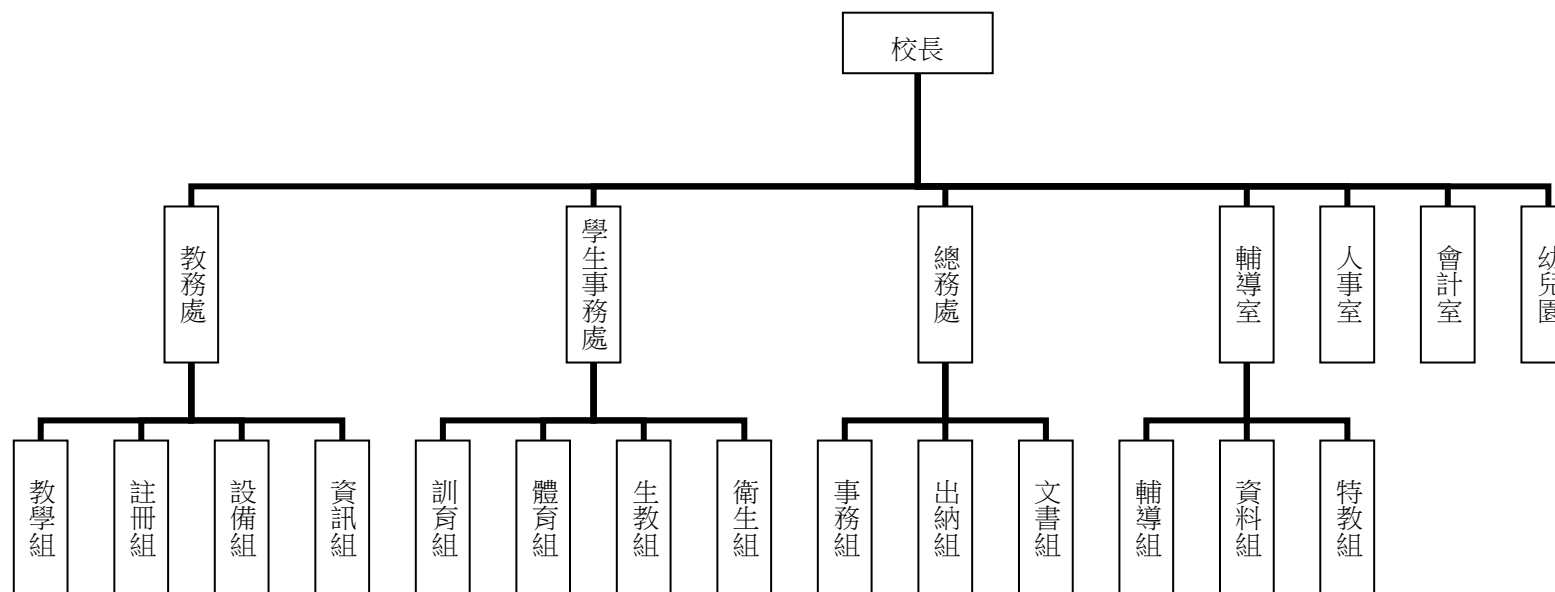 校長
教務處
學生事務處
總務處
輔導室
人事室
會計室
幼兒園
教學組
註冊組
設備組
資訊組
訓育組
體育組
生教組
衛生組
事務組
出納組
文書組
輔導組
資料組
特教組